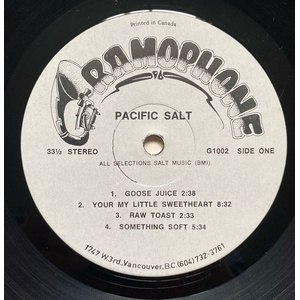 Printed in Canada
GRAMOPHONE
PACIFIC SALT
33⅓ STEREO
G1002 SIDE ONE
ALL SELECTIONS SALT MUSIC (BMI)
1. GOOSE JUICE 2:38
2. YOUR MY LITTLE SWEETHEART 8:32
3. RAW TOAST 2:33
4. SOMETHING SOFT 5:34
1747 W.3rd, Vancouver, B.C. (604) 732-3761